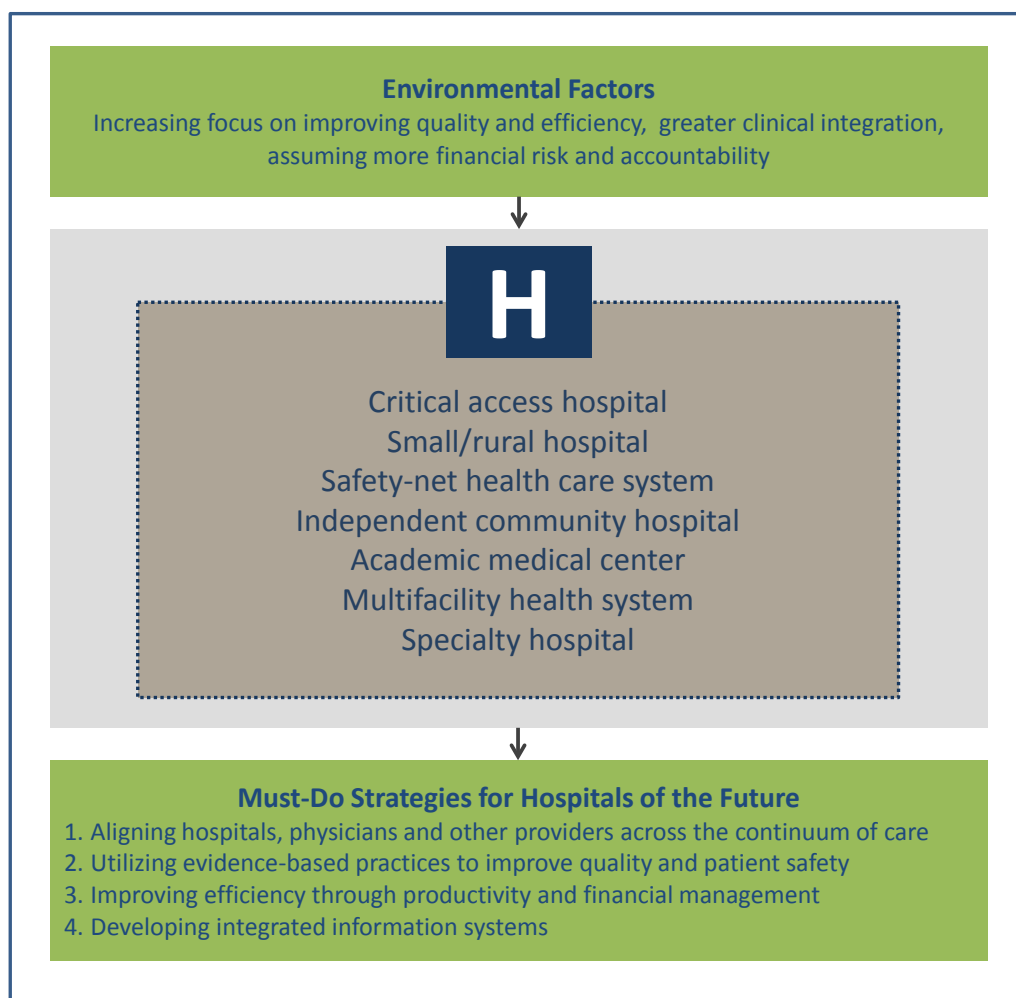 Environmental Factors
Increasing focus on improving quality and efficiency, greater clinical integration,
assuming more financial risk and accountability
H
Critical access hospital
Small/rural hospital
Safety-net health care system
Independent community hospital
Academic medical center
Multifacility health system
Specialty hospital
Must-Do Strategies for Hospitals of the Future
1. Aligning hospitals, physicians and other providers across the continuum of care
2. Utilizing evidence-based practices to improve quality and patient safety
3. Improving efficiency through productivity and financial management
4. Developing integrated information systems